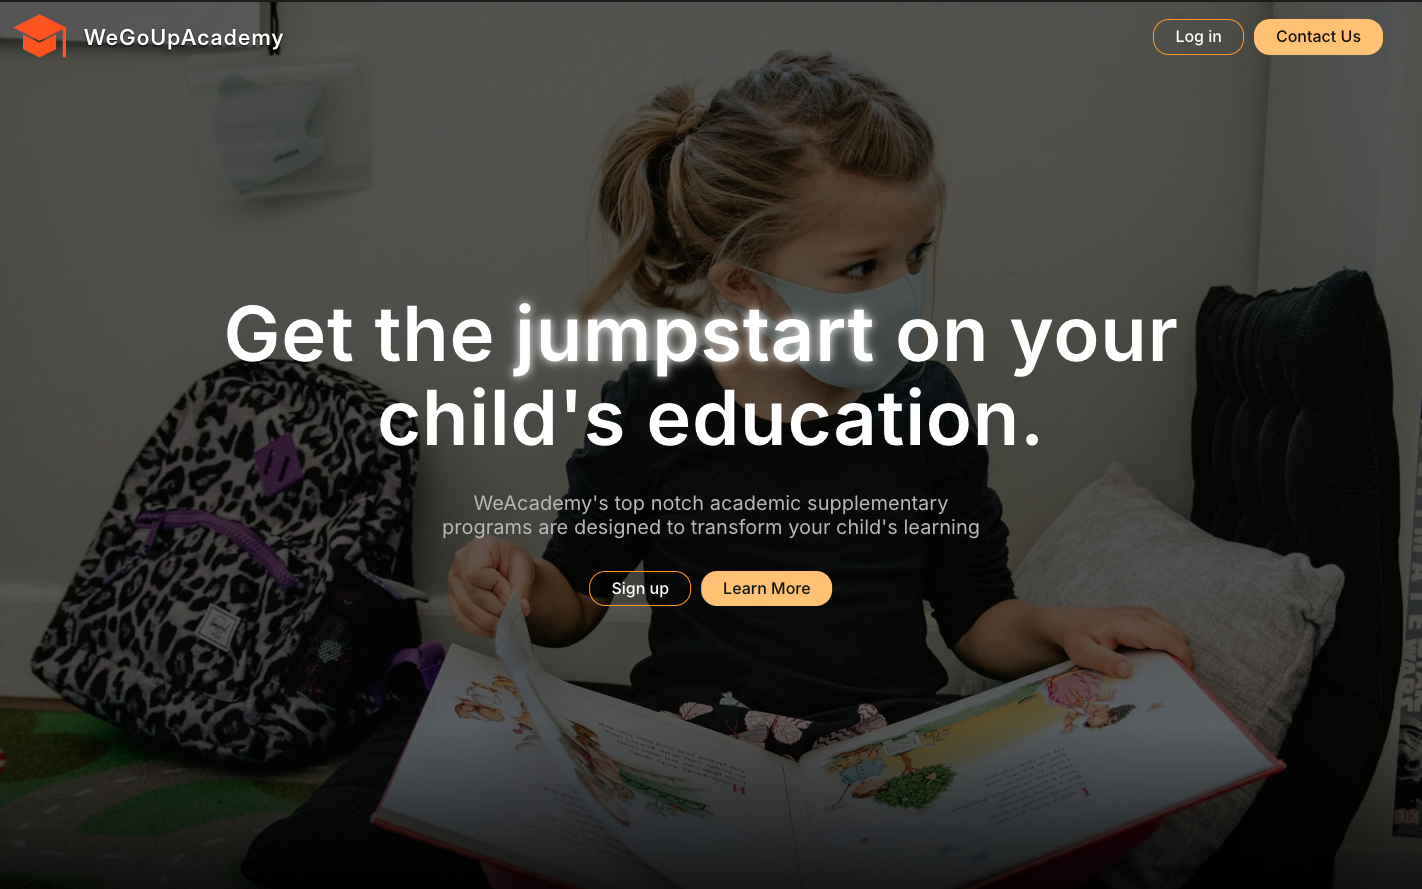 WeGoUpAcademy
Log in
Contact Us
Get the jumpstart on your
child's education.
WeAcademy's top notch academic supplementary
programs are designed to transform your child's learning
Sign up
Learn More